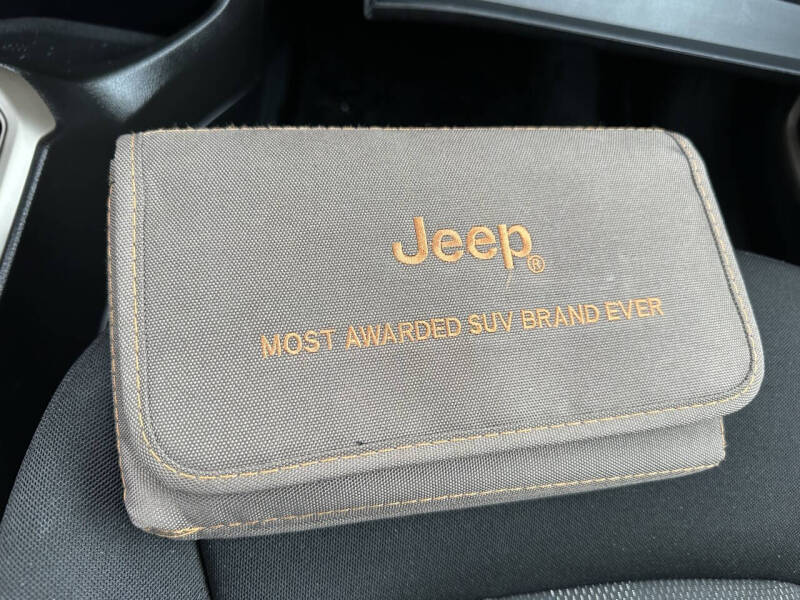 Jeep®
MOST AWARDED SUV BRAND EVER